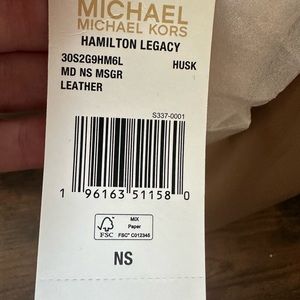 MICHAEL
MICHAEL KORS
HAMILTON LEGACY
30S2G9HM6L HUSK
MD NS MSGR
LEATHER
S337-0001
1 96163 51158 0
MIX
Paper
FSC FSC® C012345
NS